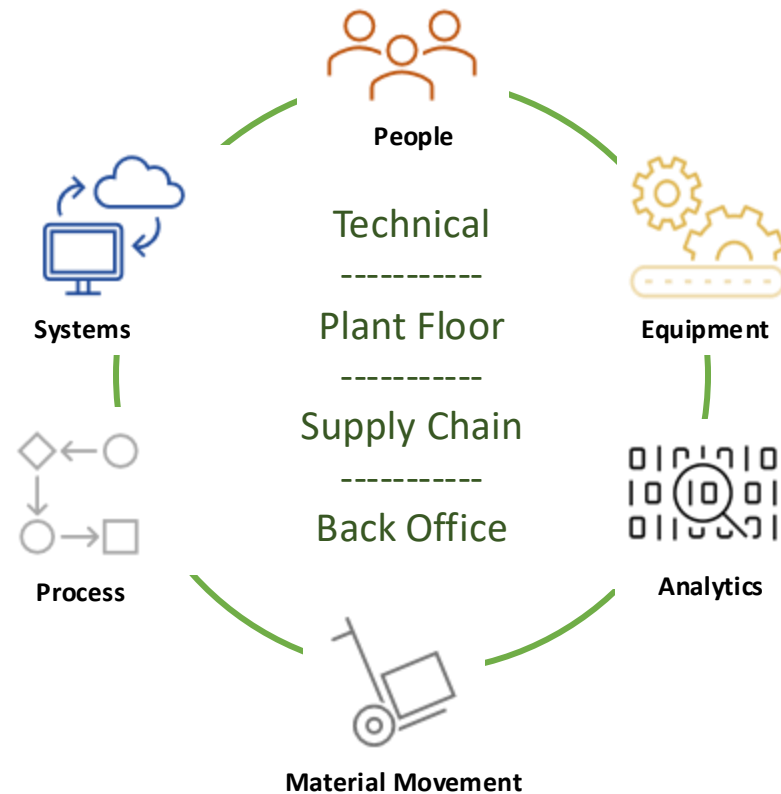 People
Technical
-----------
Systems
Plant Floor
Equipment
-----------
Supply Chain
-----------
Back Office
Process
Analytics
Material Movement